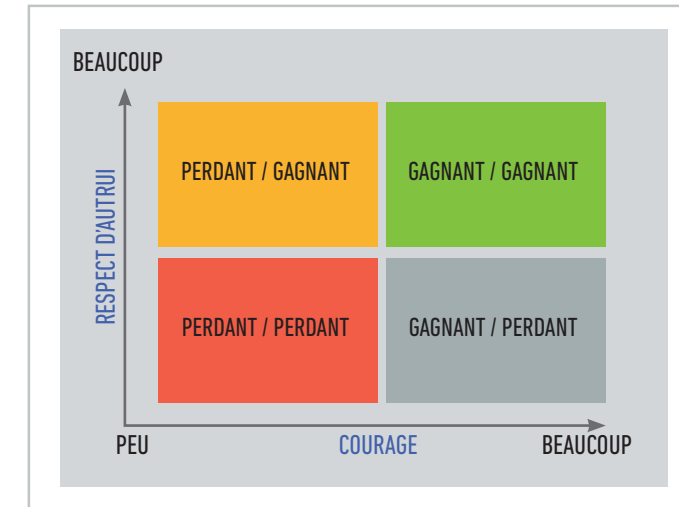 BEAUCOUP
RESPECT D'AUTRUI
PERDANT / GAGNANT
GAGNANT / GAGNANT
PERDANT / PERDANT
GAGNANT / PERDANT
PEU
COURAGE
BEAUCOUP